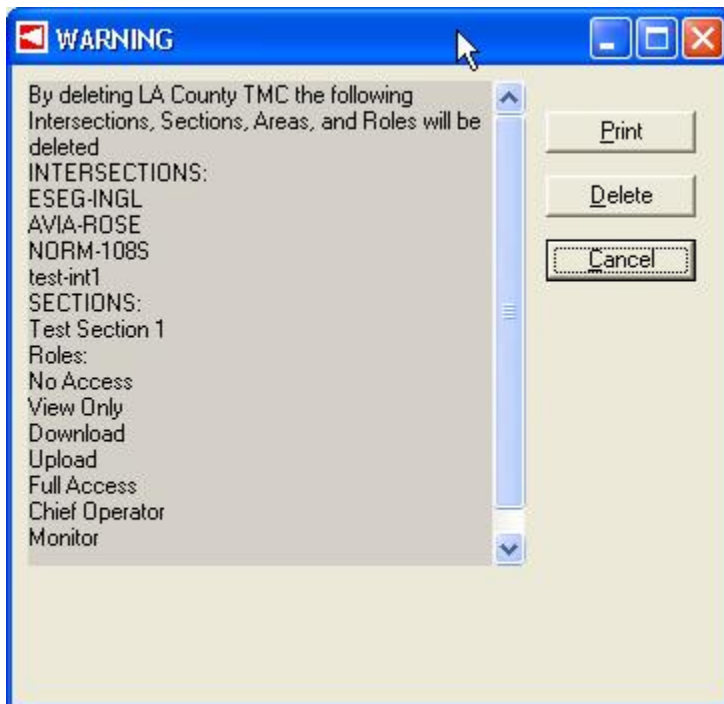 WARNING
By deleting LA County TMC the following
Intersections, Sections, Areas, and Roles will be
deleted
INTERSECTIONS:
ESEG-INGL
AVIA-ROSE
NORM-108S
test-int1
SECTIONS:
Test Section 1
Roles:
No Access
View Only
Download
Upload
Full Access
Chief Operator
Monitor
Print
Delete
Cancel